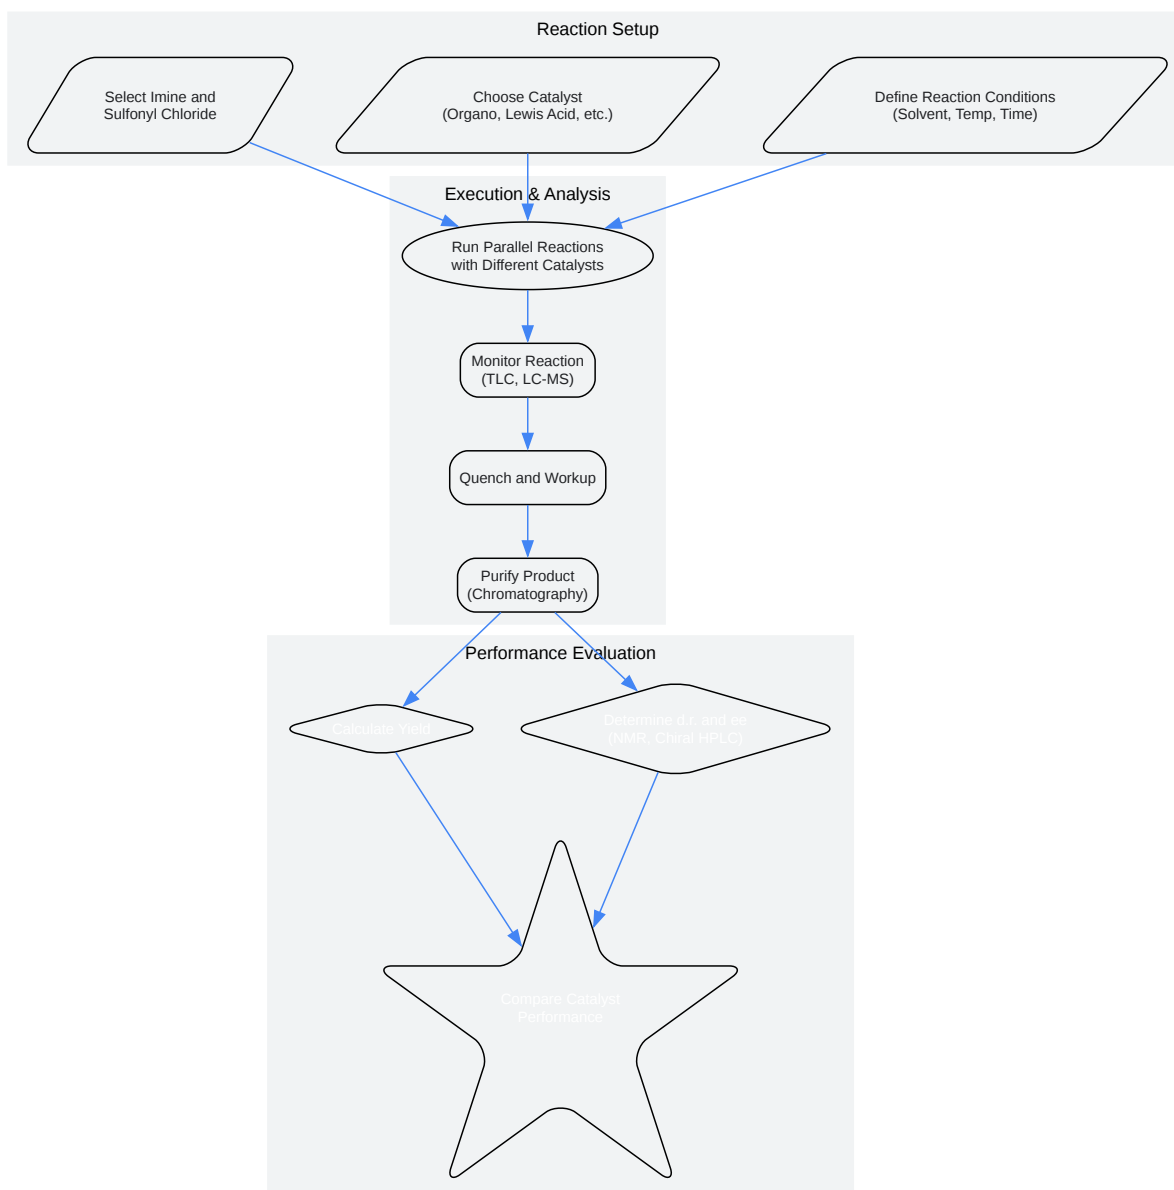 Reaction Setup
Select Imine and
Sulfonyl Chloride
Choose Catalyst
(Organo, Lewis Acid, etc.)
Define Reaction Conditions
(Solvent, Temp, Time)
Execution & Analysis
Run Parallel Reactions
with Different Catalysts
Monitor Reaction
(TLC, LC-MS)
Quench and Workup
Purify Product
(Chromatography)
Performance Evaluation
Calculate Yield
Determine d.r. and ee
(NMR, Chiral HPLC)
Compare Catalyst
Performance